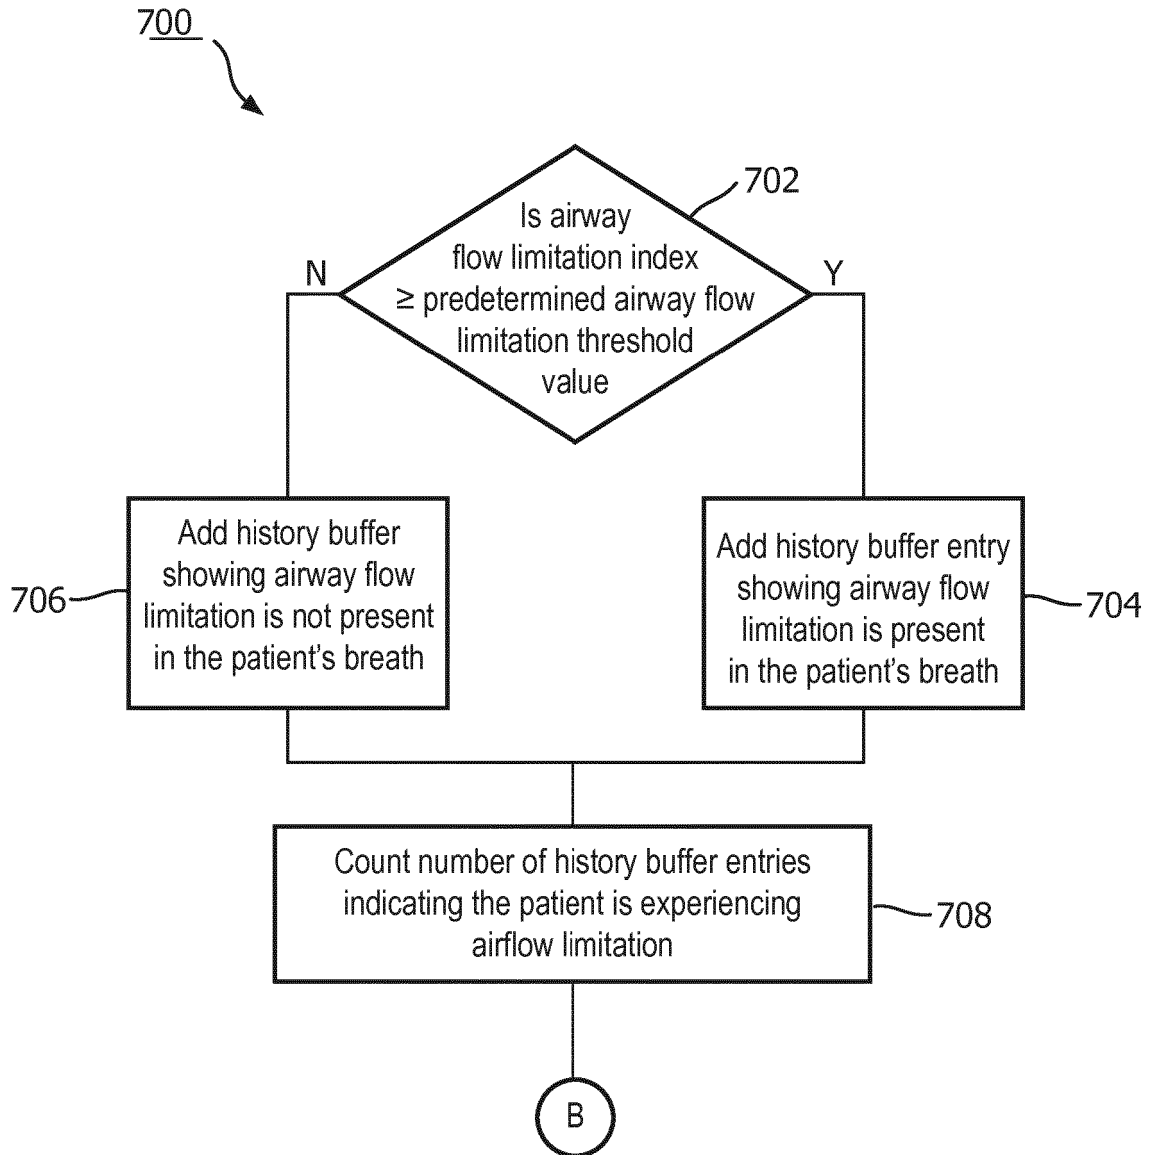 700
702
Is airway
flow limitation index
≥ predetermined airway flow
limitation threshold
value
N
Y
Add history buffer
showing airway flow
limitation is not present
in the patient's breath
706
Add history buffer entry
showing airway flow
limitation is present
in the patient's breath
704
Count number of history buffer entries
indicating the patient is experiencing
airflow limitation
708
B